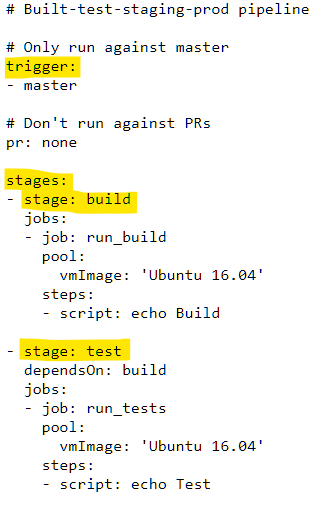 # Built-test-staging-prod pipeline
# Only run against master
trigger:
- master
# Don't run against PRs
pr: none
stages:
- stage: build
jobs:
- job: run_build
pool:
vmImage: 'Ubuntu 16.04'
steps:
- script: echo Build
- stage: test
dependsOn: build
jobs:
- job: run_tests
pool:
vmImage: 'Ubuntu 16.04'
steps:
- script: echo Test